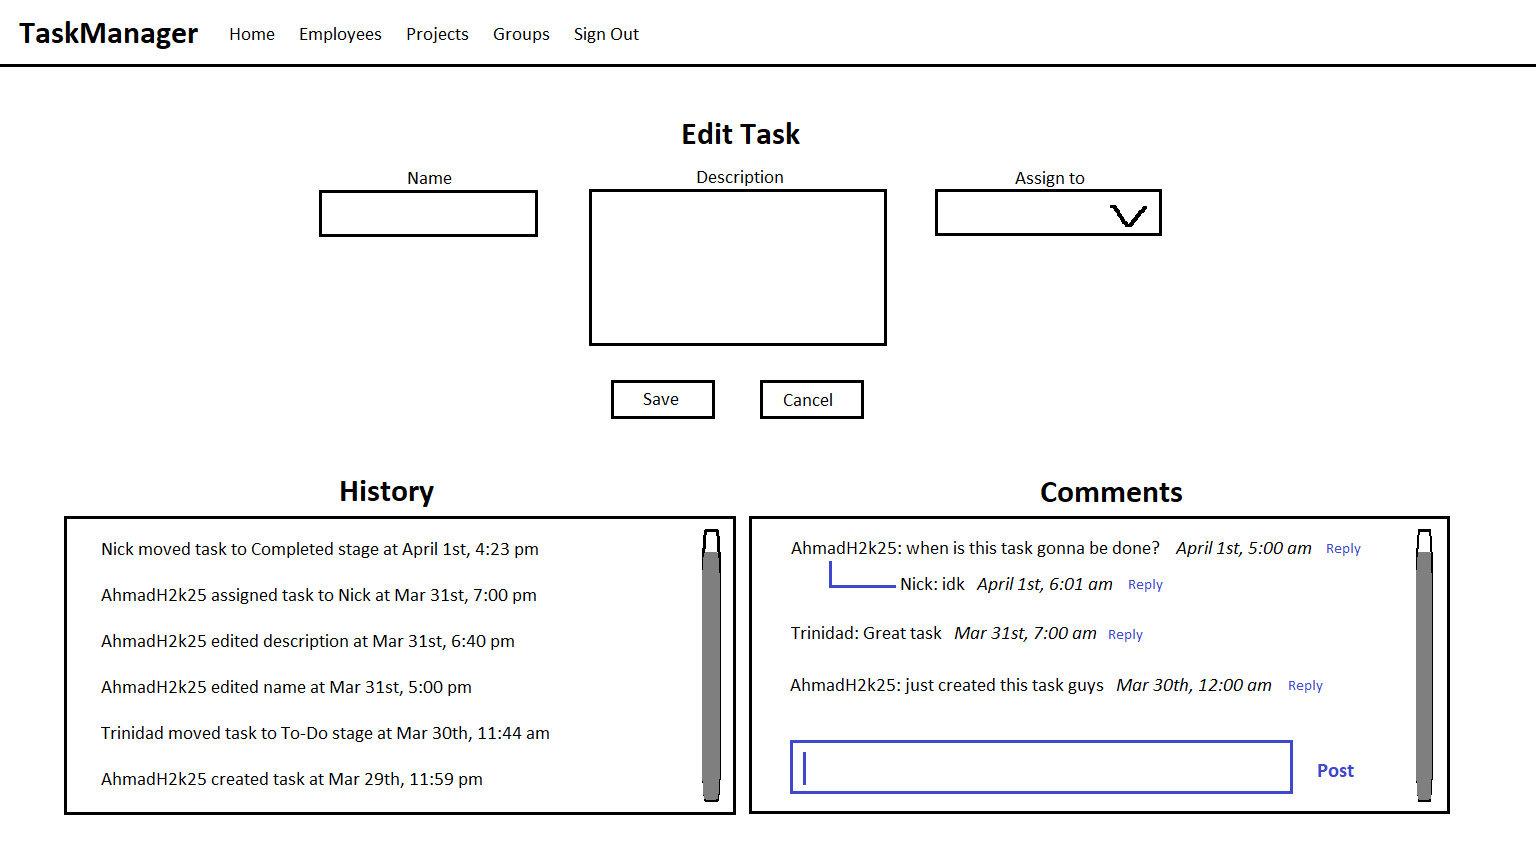 TaskManager Home Employees Projects Groups Sign Out
Edit Task
Name
Description
Assign to
Save
Cancel
History
Nick moved task to Completed stage at April 1st, 4:23 pm
AhmadH2k25 assigned task to Nick at Mar 31st, 7:00 pm
AhmadH2k25 edited description at Mar 31st, 6:40 pm
AhmadH2k25 edited name at Mar 31st, 5:00 pm
Trinidad moved task to To-Do stage at Mar 30th, 11:44 am
AhmadH2k25 created task at Mar 29th, 11:59 pm
Comments
AhmadH2k25: when is this task gonna be done? April 1st, 5:00 am Reply
Nick: idk April 1st, 6:01 am Reply
Trinidad: Great task Mar 31st, 7:00 am Reply
AhmadH2k25: just created this task guys Mar 30th, 12:00 am Reply
Post